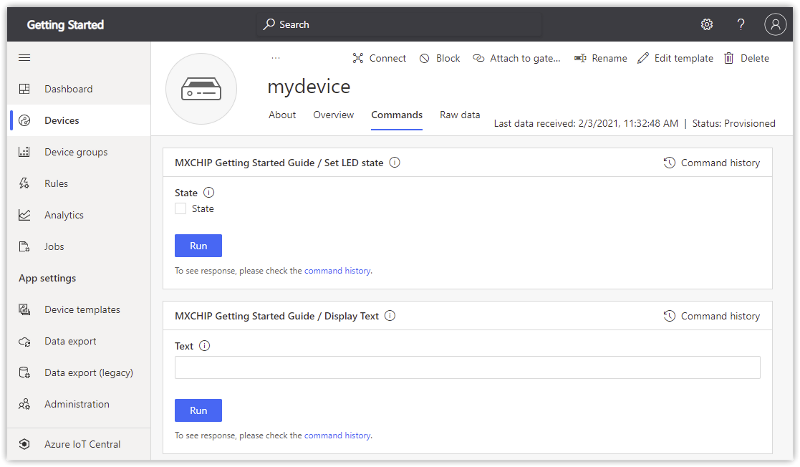 Getting Started
Search
?
Dashboard
Devices
Device groups
Rules
Analytics
Jobs
App settings
Device templates
Data export
Data export (legacy)
Administration
Azure IoT Central
...
Connect
Block
Attach to gate...
Rename
Edit template
Delete
mydevice
About
Overview
Commands
Raw data
Last data received: 2/3/2021, 11:32:48 AM | Status: Provisioned
MXCHIP Getting Started Guide / Set LED state
Command history
State
State
Run
To see response, please check the command history.
MXCHIP Getting Started Guide / Display Text
Command history
Text
Run
To see response, please check the command history.